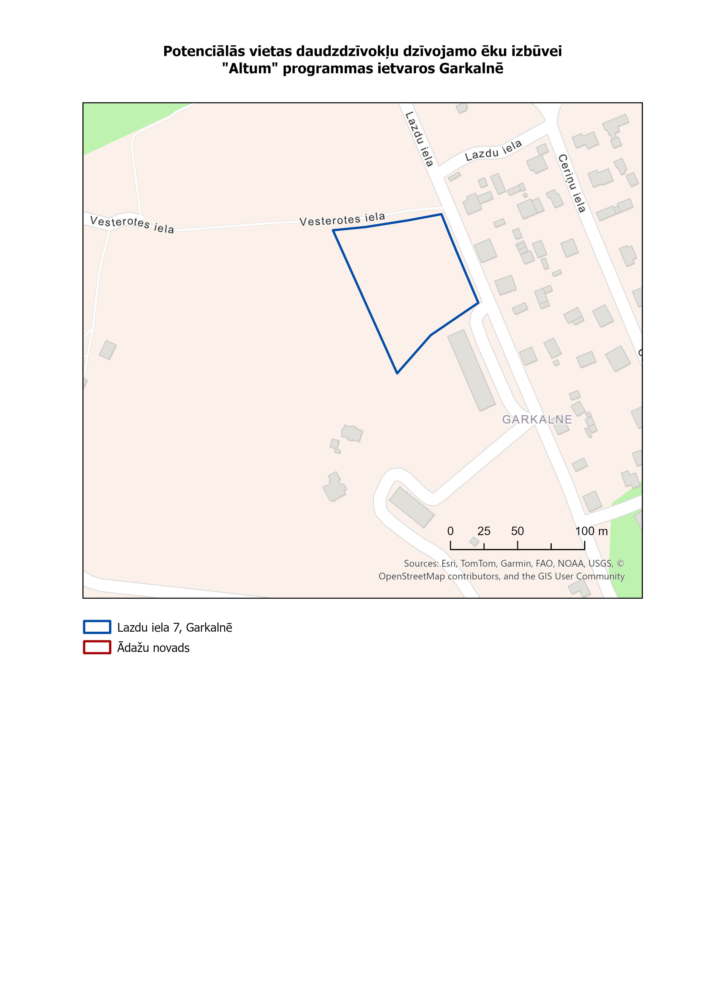 Potenciālās vietas daudzdzīvokļu dzīvojamo ēku izbūvei
"Altum" programmas ietvaros Garkalnē
Lazdu iela
Lazdu iela
Ceriņu iela
Vesterotes iela
Vesterotes iela
GARKALNE
0 25 50 100 m
Sources: Esri, TomTom, Garmin, FAO, NOAA, USGS, ©
OpenStreetMap contributors, and the GIS User Community
Lazdu iela 7, Garkalnē
Ādažu novads